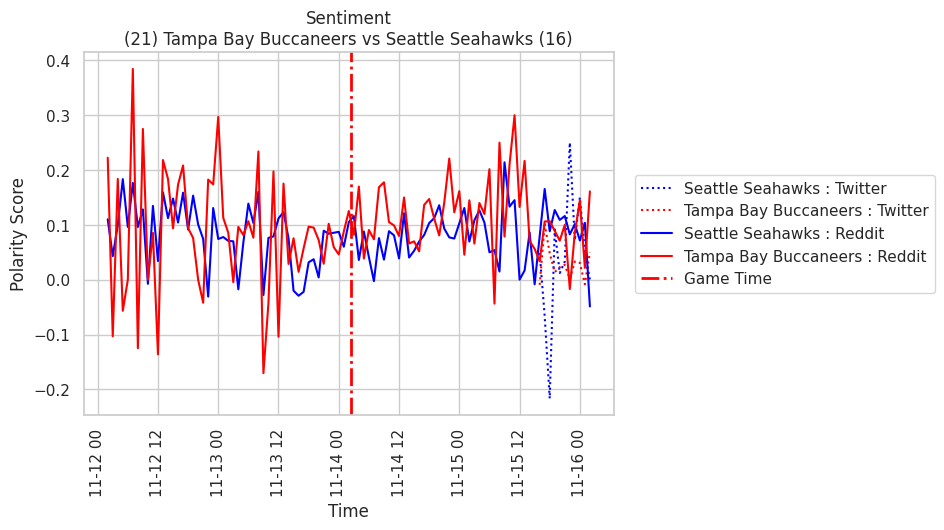 Sentiment
(21) Tampa Bay Buccaneers vs Seattle Seahawks (16)
Polarity Score
0.4
0.3
0.2
0.1
0.0
−0.1
−0.2
11-12 00
11-12 12
11-13 00
11-13 12
11-14 00
11-14 12
11-15 00
11-15 12
11-16 00
Time
Seattle Seahawks : Twitter
Tampa Bay Buccaneers : Twitter
Seattle Seahawks : Reddit
Tampa Bay Buccaneers : Reddit
Game Time